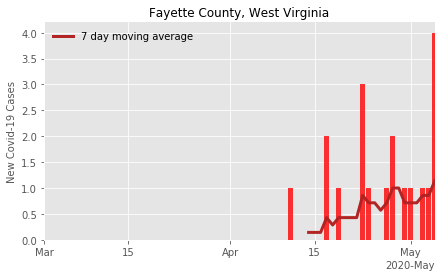 Fayette County, West Virginia
7 day moving average
New Covid-19 Cases
4.0
3.5
3.0
2.5
2.0
1.5
1.0
0.5
0.0
Mar 15 Apr 15 May
2020-May